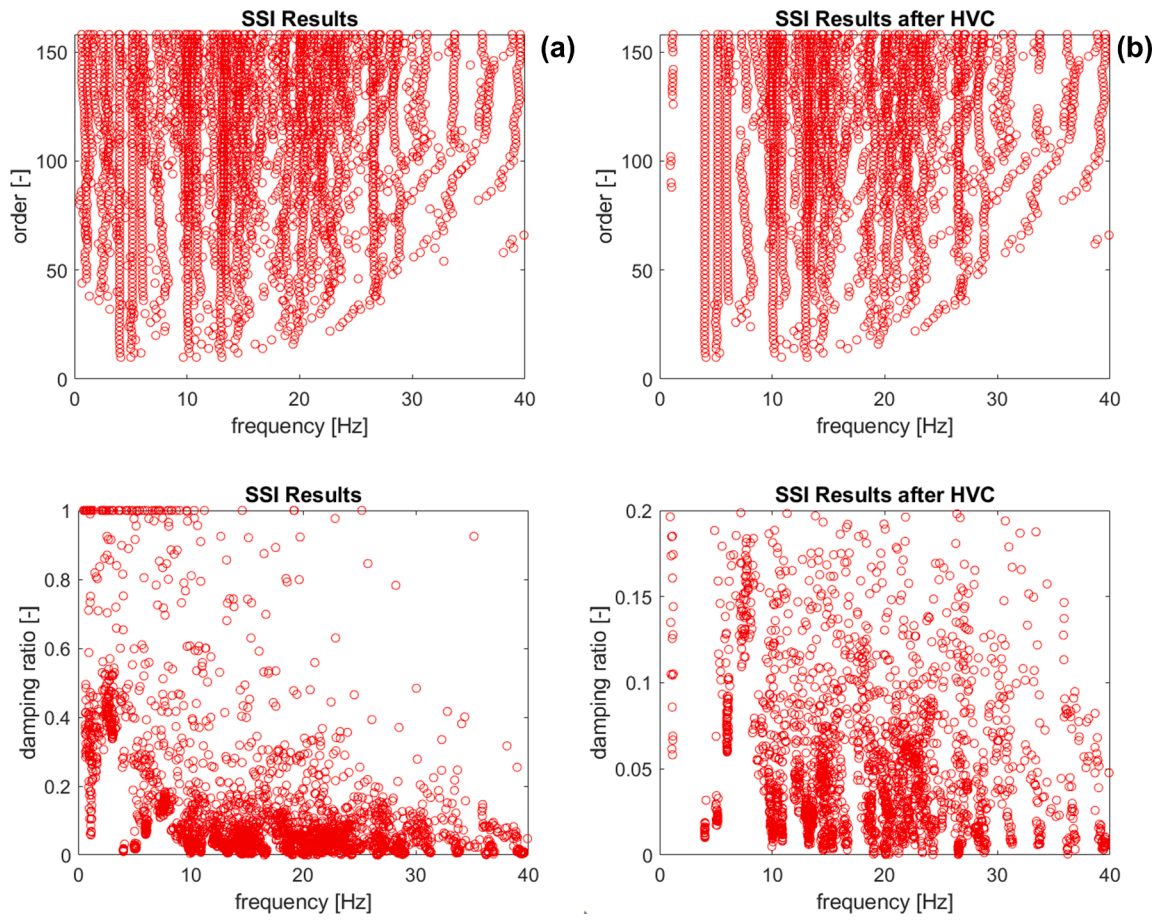 SSI Results
(a)
150
100
50
0
order [-]
0 10 20 30 40
frequency [Hz]
SSI Results after HVC
(b)
150
100
50
0
order [-]
0 10 20 30 40
frequency [Hz]
SSI Results
1
0.8
0.6
0.4
0.2
0
damping ratio [-]
0 10 20 30 40
frequency [Hz]
SSI Results after HVC
0.2
0.15
0.1
0.05
0
damping ratio [-]
0 10 20 30 40
frequency [Hz]